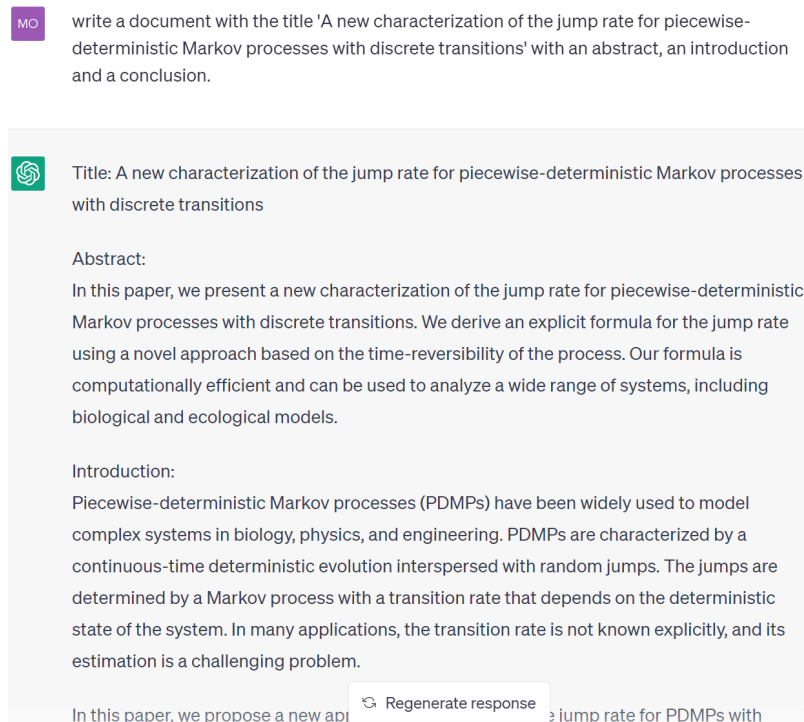 MO
write a document with the title 'A new characterization of the jump rate for piecewise-
deterministic Markov processes with discrete transitions' with an abstract, an introduction
and a conclusion.
Title: A new characterization of the jump rate for piecewise-deterministic Markov processes
with discrete transitions
Abstract:
In this paper, we present a new characterization of the jump rate for piecewise-deterministic
Markov processes with discrete transitions. We derive an explicit formula for the jump rate
using a novel approach based on the time-reversibility of the process. Our formula is
computationally efficient and can be used to analyze a wide range of systems, including
biological and ecological models.
Introduction:
Piecewise-deterministic Markov processes (PDMPs) have been widely used to model
complex systems in biology, physics, and engineering. PDMPs are characterized by a
continuous-time deterministic evolution interspersed with random jumps. The jumps are
determined by a Markov process with a transition rate that depends on the deterministic
state of the system. In many applications, the transition rate is not known explicitly, and its
estimation is a challenging problem.
Regenerate response
In this paper, we propose a new jump rate for PDMPs with